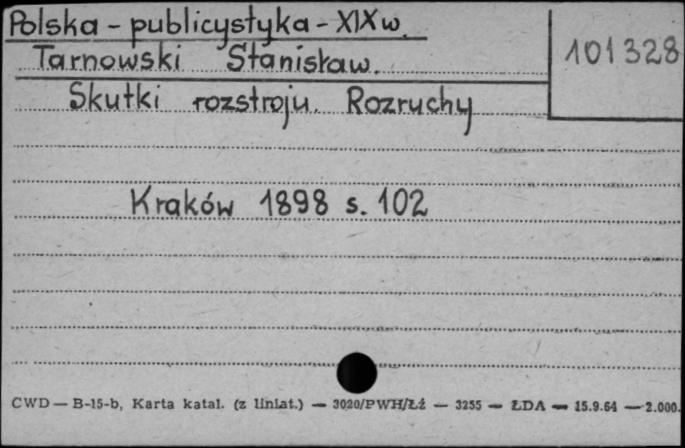 Polska - publicystyka - XIX w.
Tarnowski Stanisław.
101328
Skutki rozstroju. Rozruchy
Kraków 1898 s. 102
CWD — B-15-b, Karta katal. (z liniat.) — 3020/PWH/Łź — 3255 — ŁDA — 15.9.64 — 2.000.